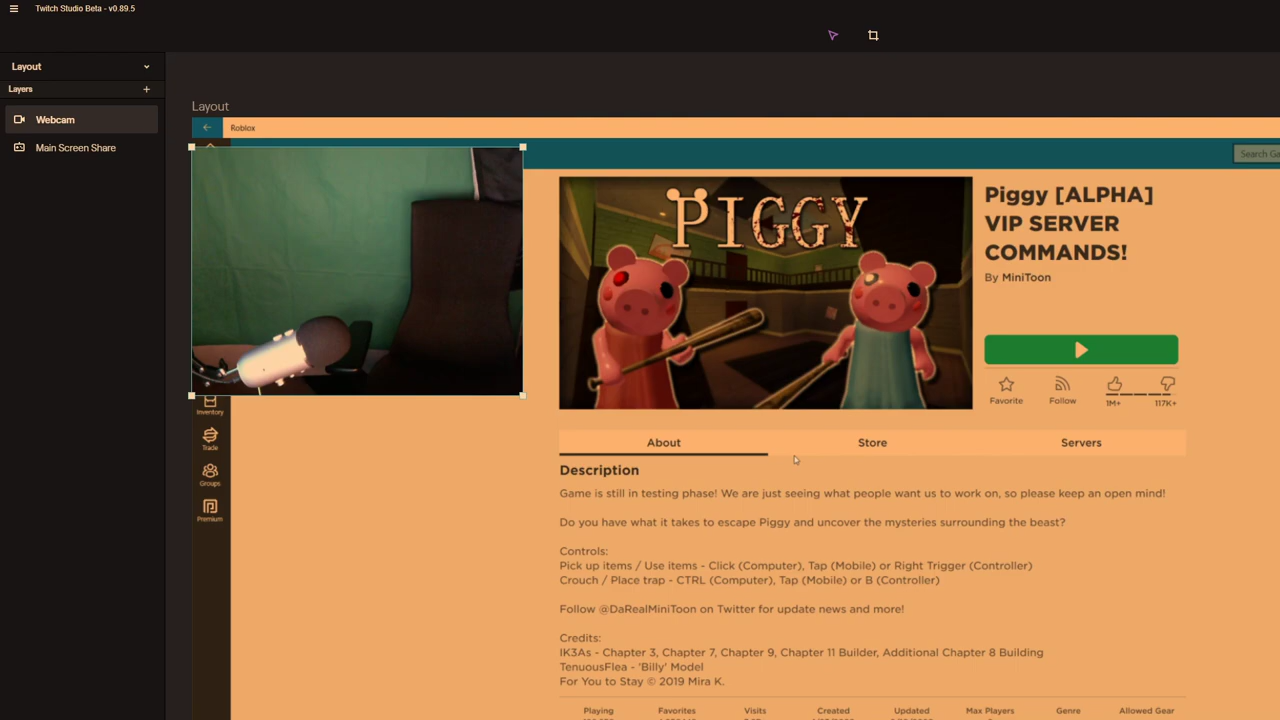 Twitch Studio Beta - v0.89.5
Layout
Layers
Webcam
Main Screen Share
Layout
Roblox
Search
PIGGY
Piggy [ALPHA]
VIP SERVER
COMMANDS!
By MiniToon
Favorite
Follow
1M+
117K+
Inventory
Trade
Groups
Premium
About
Store
Servers
Description
Game is still in testing phase! We are just seeing what people want us to work on, so please keep an open mind!
Do you have what it takes to escape Piggy and uncover the mysteries surrounding the beast?
Controls:
Pick up items / Use items - Click (Computer), Tap (Mobile) or Right Trigger (Controller)
Crouch / Place trap - CTRL (Computer), Tap (Mobile) or B (Controller)
Follow @DaRealMiniToon on Twitter for update news and more!
Credits:
IK3As - Chapter 3, Chapter 7, Chapter 9, Chapter 11 Builder, Additional Chapter 8 Building
TenuousFlea - 'Billy' Model
For You to Stay © 2019 Mira K.
Playing
Favorites
Visits
Created
Updated
Max Players
Genre
Allowed Gear